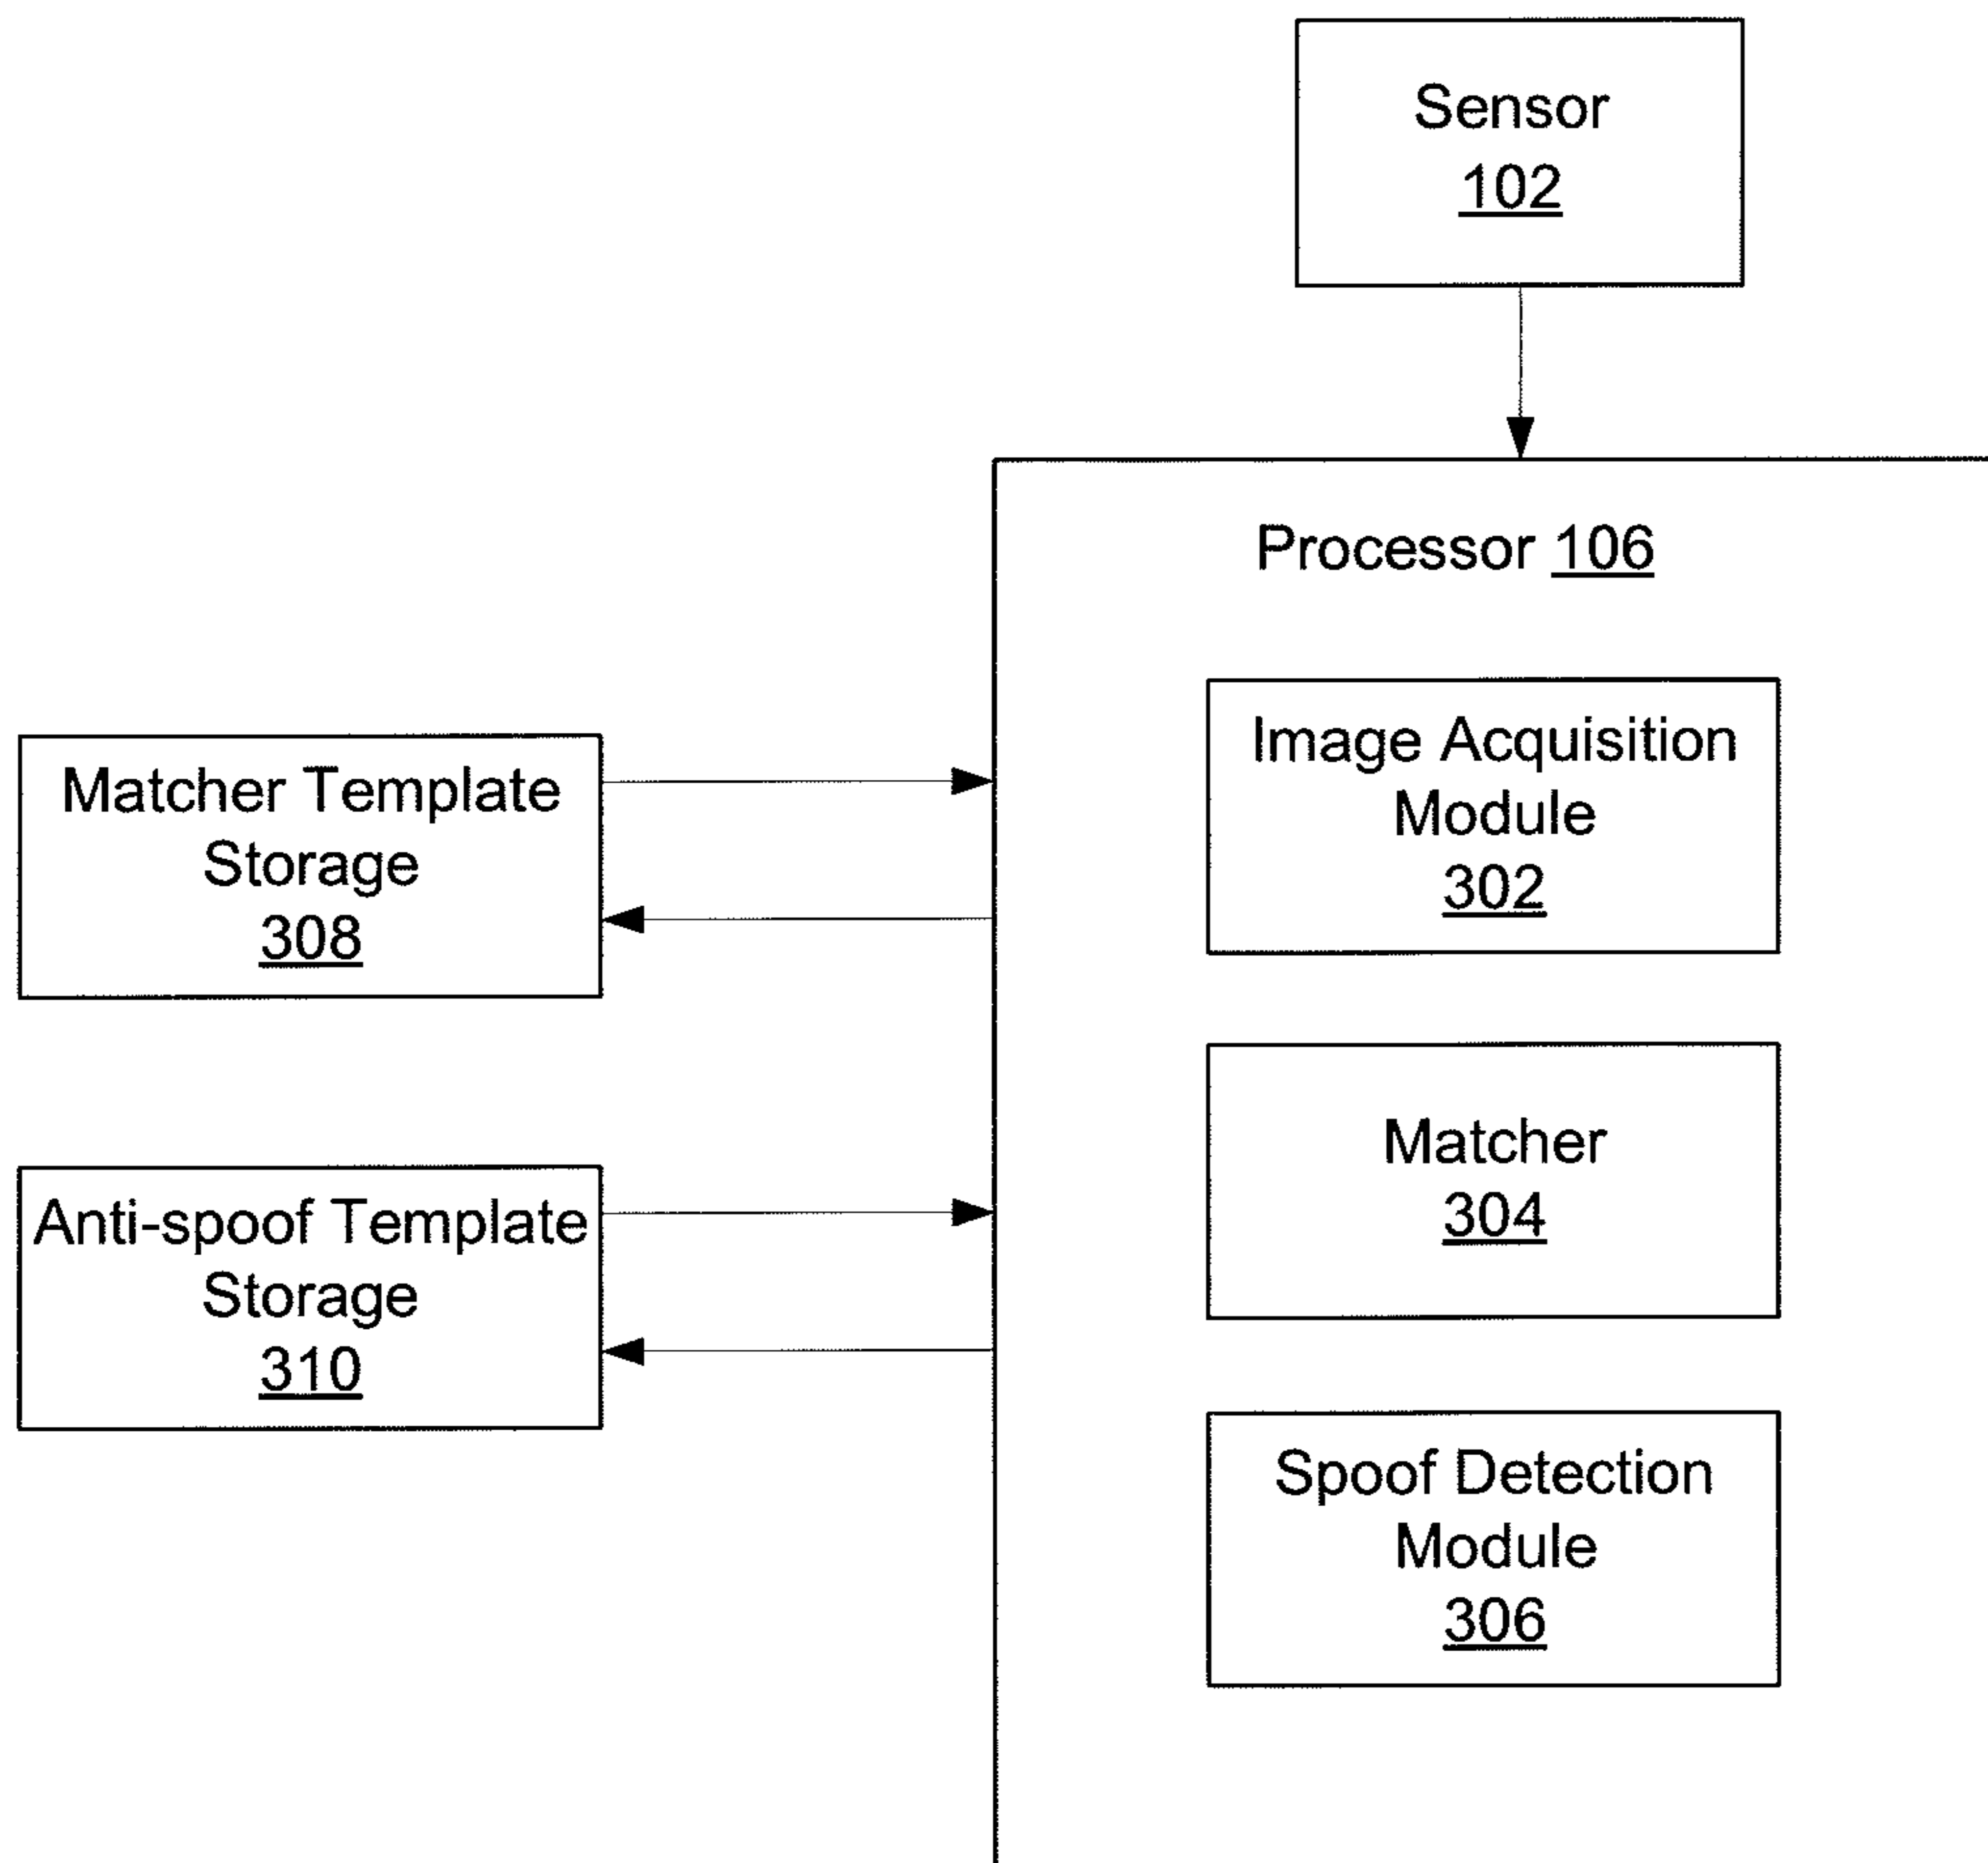 Sensor
102
Processor 106
Image Acquisition
Module
302
Matcher Template
Storage
308
Matcher
304
Anti-spoof Template
Storage
310
Spoof Detection
Module
306